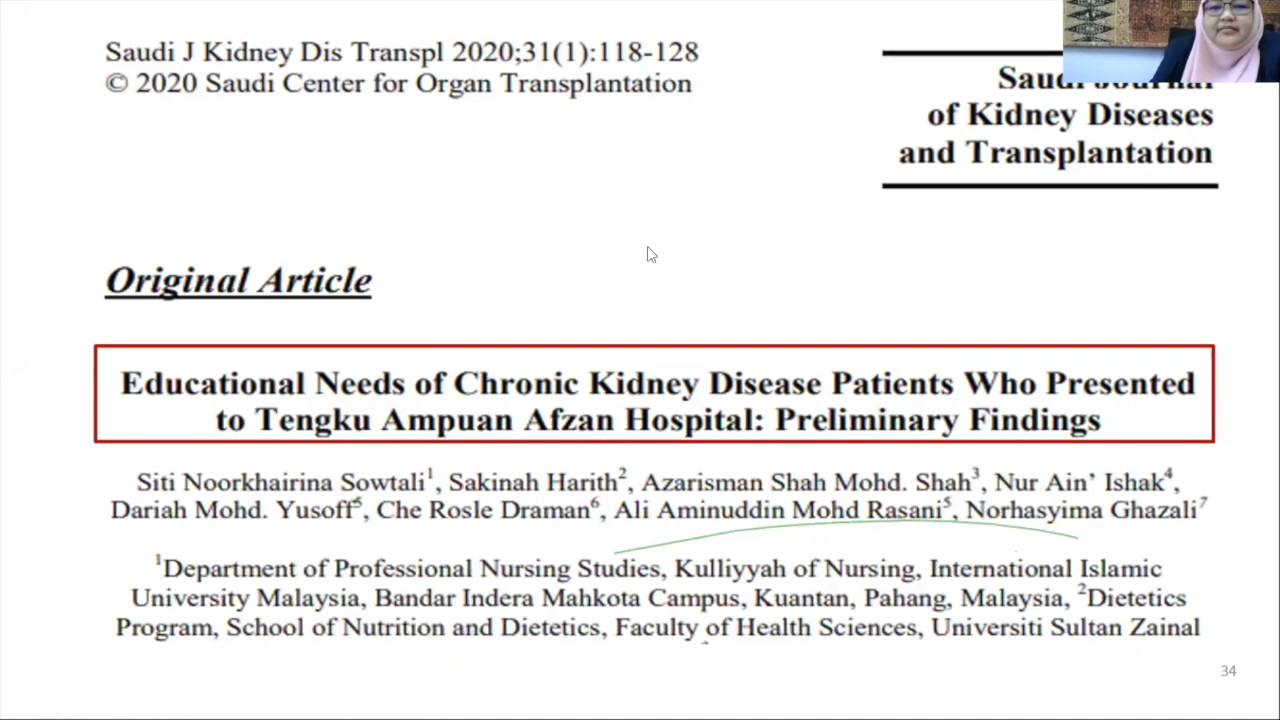 Saudi J Kidney Dis Transpl 2020;31(1):118-128
© 2020 Saudi Center for Organ Transplantation
Saudi Journal
of Kidney Diseases
and Transplantation
Original Article
Educational Needs of Chronic Kidney Disease Patients Who Presented
to Tengku Ampuan Afzan Hospital: Preliminary Findings
Siti Noorkhairina Sowtali¹, Sakinah Harith², Azarisman Shah Mohd. Shah³, Nur Ain’ Ishak⁴,
Dariah Mohd. Yusoff⁵, Che Rosle Draman⁶, Ali Aminuddin Mohd Rasani⁵, Norhasyima Ghazali⁷
¹Department of Professional Nursing Studies, Kulliyyah of Nursing, International Islamic
University Malaysia, Bandar Indera Mahkota Campus, Kuantan, Pahang, Malaysia, ²Dietetics
Program, School of Nutrition and Dietetics, Faculty of Health Sciences, Universiti Sultan Zainal
34